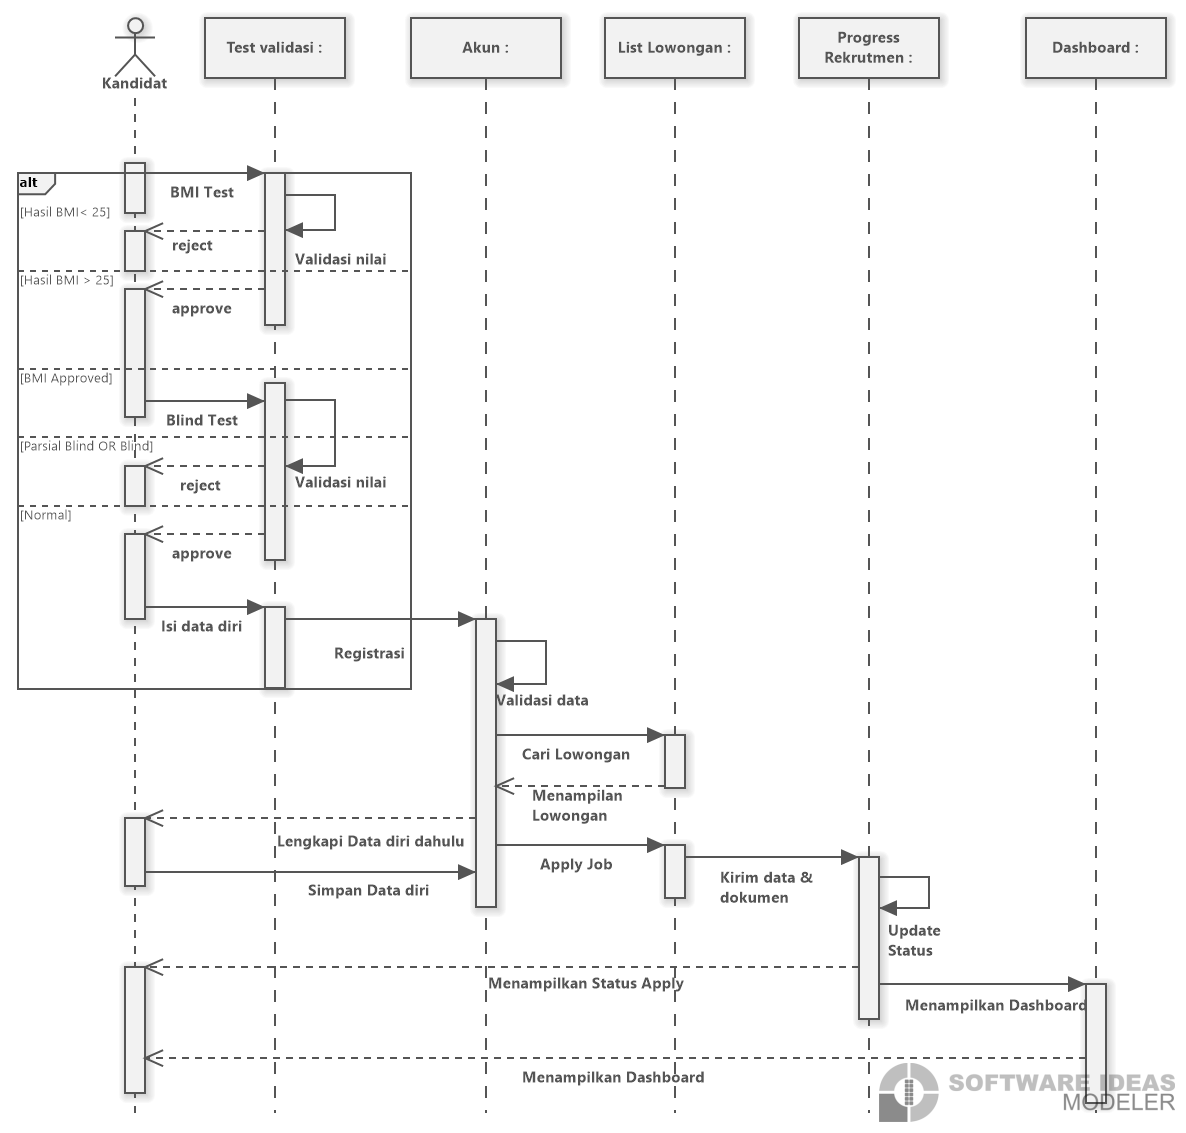 Kandidat
Test validasi :
Akun :
List Lowongan :
Progress
Rekrutmen :
Dashboard :
alt
BMI Test
[Hasil BMI< 25]
reject
Validasi nilai
[Hasil BMI > 25]
approve
[BMI Approved]
Blind Test
[Parsial Blind OR Blind]
Validasi nilai
reject
[Normal]
approve
Isi data diri
Registrasi
Validasi data
Cari Lowongan
Menampilan
Lowongan
Lengkapi Data diri dahulu
Apply Job
Kirim data &
dokumen
Simpan Data diri
Update
Status
Menampilkan Status Apply
Menampilkan Dashboard
Menampilkan Dashboard
SOFTWARE IDEAS
MODELER